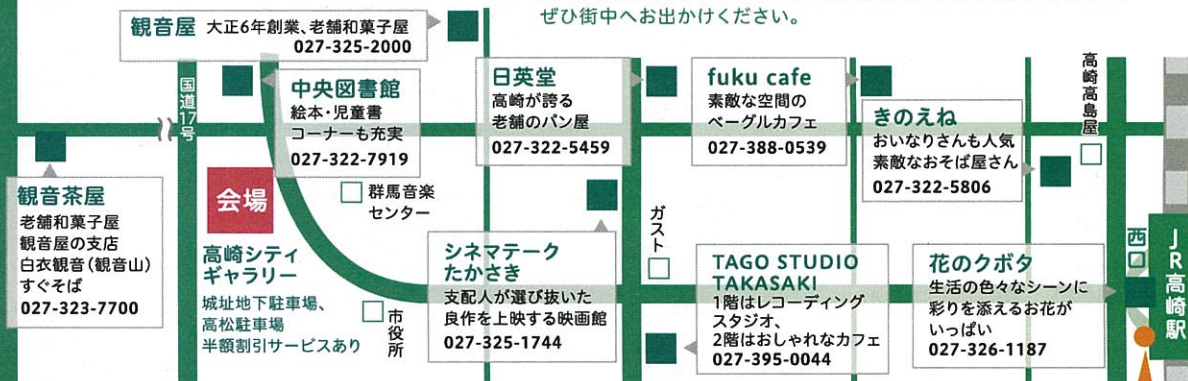 ぜひ街中へお出かけください。
観音屋 大正6年創業、老舗和菓子屋
027-325-2000
国道17号
中央図書館
絵本・児童書
コーナーも充実
027-322-7919
日英堂
高崎が誇る
老舗のパン屋
027-322-5459
fuku cafe
素敵な空間の
ベーグルカフェ
027-388-0539
きのえね
おいなりさんも人気
素敵なおそば屋さん
027-322-5806
高崎高島屋
観音茶屋
老舗和菓子屋
観音屋の支店
白衣観音(観音山)
すぐそば
027-323-7700
会場
高崎シティ
ギャラリー
城址地下駐車場、
高松駐車場
半額割引サービスあり
群馬音楽
センター
市役所
シネマテーク
たかさき
支配人が選び抜いた
良作を上映する映画館
027-325-1744
ガスト
TAGO STUDIO
TAKASAKI
1階はレコーディング
スタジオ、
2階はおしゃれなカフェ
027-395-0044
花のクボタ
生活の色々なシーンに
彩りを添えるお花が
いっぱい
027-326-1187
西口
JR高崎駅